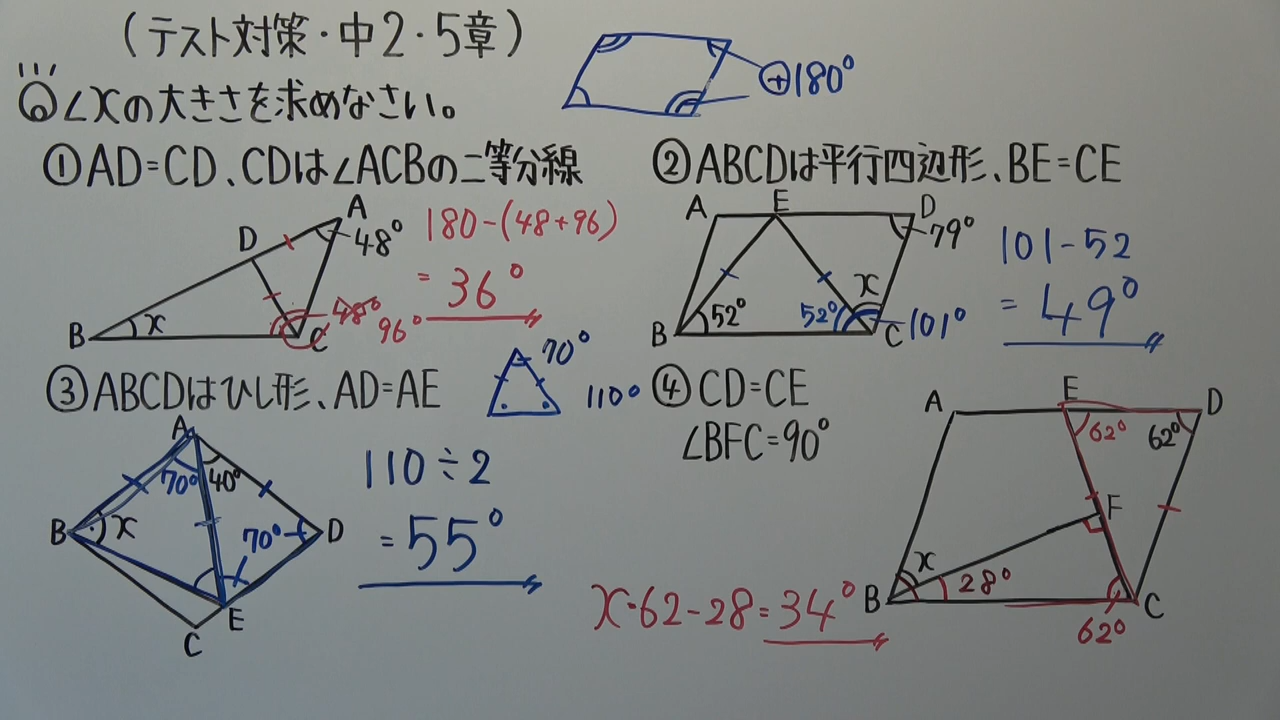 (テスト対策・中2・5章)
∠xの大きさを求めなさい。
⊕180°
①AD=CD、CDは∠ACBの二等分線
A
D
48°
B
x
C
48°
96°
180-(48+96)
=36°
②ABCDは平行四辺形、BE=CE
A E D
79°
x
B 52° 52° C 101°
101-52
=49°
③ABCDはひし形、AD=AE
70°
110°
A
70° 40°
B x 70° D
E
C
110÷2
=55°
④CD=CE
∠BFC=90°
A E D
62° 62°
F
x
B 28° C
62°
x・62-28=34°